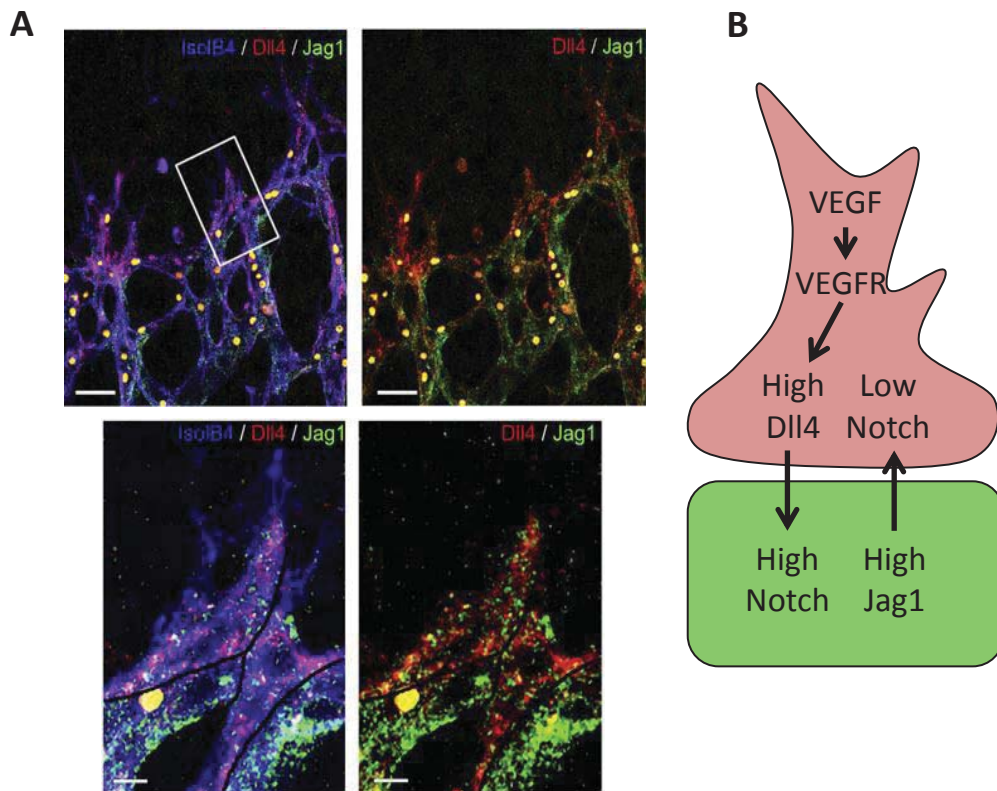 A
IsolB4 / Dll4 / Jag1
Dll4 / Jag1
IsolB4 / Dll4 / Jag1
Dll4 / Jag1
B
VEGF
VEGFR
High Low
Dll4 Notch
High High
Notch Jag1